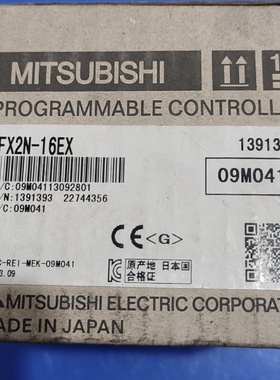 MITSUBISHI
PROGRAMMABLE CONTROLL
FX2N-16EX
13913
/C:09M04113092801
/N:1391393 22744356
/C:09M041
09M041
CE <G>
C-REI-MEK-09M041
3.09
原产地 日本国
合格证
MITSUBISHI ELECTRIC CORPORAT
MADE IN JAPAN